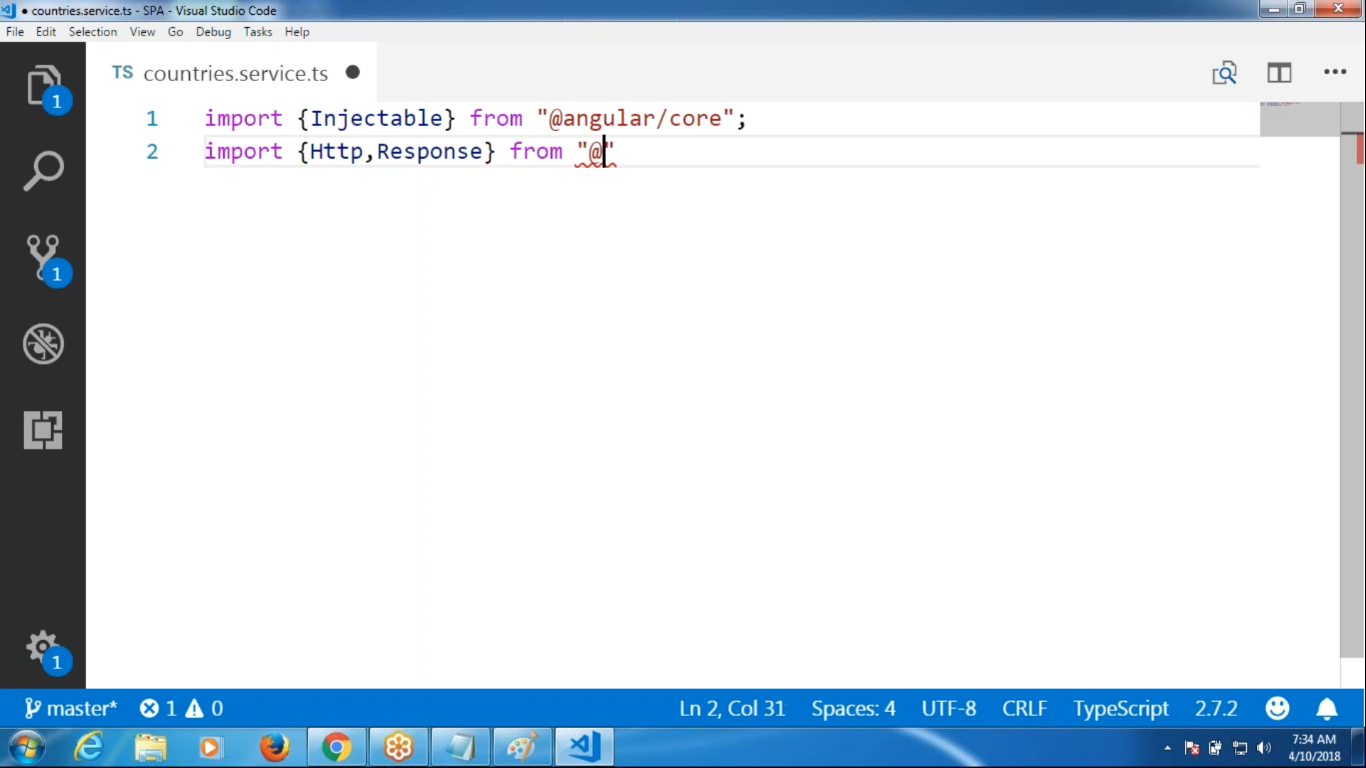 countries.service.ts - SPA - Visual Studio Code
File Edit Selection View Go Debug Tasks Help
TS countries.service.ts
1 import {Injectable} from "@angular/core";
2 import {Http,Response} from "@"
1
1
1
master* 1 0 Ln 2, Col 31 Spaces: 4 UTF-8 CRLF TypeScript 2.7.2
7:34 AM
4/10/2018